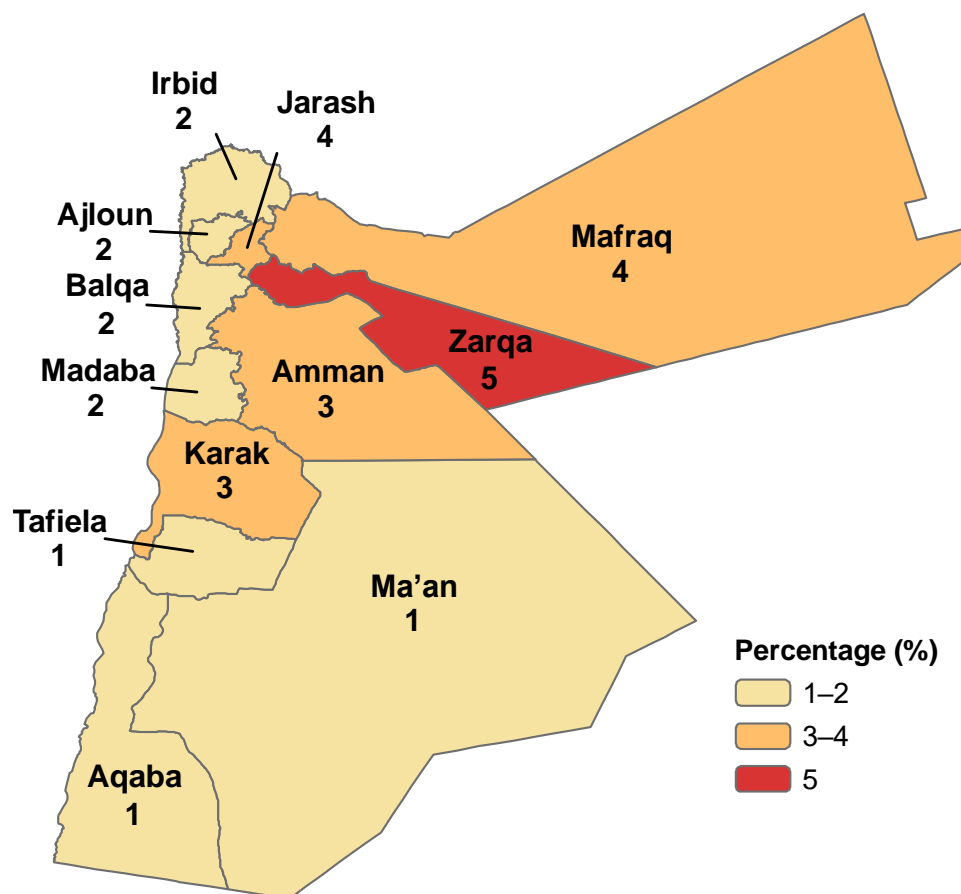 Irbid
2
Jarash
4
Ajloun
2
Mafraq
4
Balqa
2
Zarqa
5
Madaba
2
Amman
3
Karak
3
Tafiela
1
Ma’an
1
Aqaba
1
Percentage (%)
1–2
3–4
5